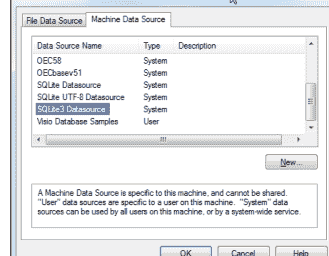 File Data Source Machine Data Source
Data Source Name Type Description
OEC58 System
OECbasev51 System
SQLite Datasource System
SQLite UTF-8 Datasource System
SQLite3 Datasource System
Visio Database Samples User
New...
A Machine Data Source is specific to this machine, and cannot be shared.
"User" data sources are specific to a user on this machine. "System" data
sources can be used by all users on this machine, or by a system-wide service.
OK Cancel Help